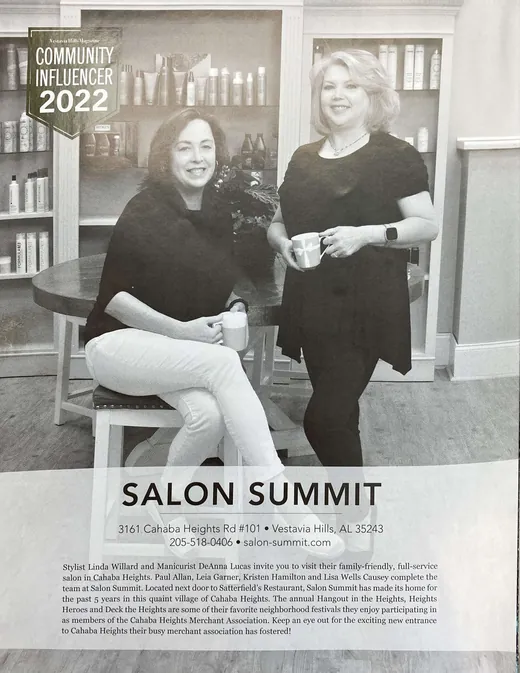 Vestavia Hills Magazine
COMMUNITY
INFLUENCER
2022
SALON SUMMIT
3161 Cahaba Heights Rd #101 • Vestavia Hills, AL 35243
205-518-0406 • salon-summit.com
Stylist Linda Willard and Manicurist DeAnna Lucas invite you to visit their family-friendly, full-service
salon in Cahaba Heights. Paul Allan, Leia Garner, Kristen Hamilton and Lisa Wells Causey complete the
team at Salon Summit. Located next door to Satterfield's Restaurant, Salon Summit has made its home for
the past 5 years in this quaint village of Cahaba Heights. The annual Hangout in the Heights, Heights
Heroes and Deck the Heights are some of their favorite neighborhood festivals they enjoy participating in
as members of the Cahaba Heights Merchant Association. Keep an eye out for the exciting new entrance
to Cahaba Heights their busy merchant association has fostered!